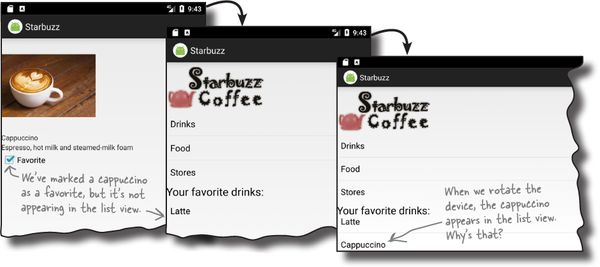 9:43
Starbuzz
Cappuccino
Espresso, hot milk and steamed-milk foam
Favorite
We've marked a cappuccino
as a favorite, but it's not
appearing in the list view.
9:43
Starbuzz
Starbuzz
Coffee
Drinks
Food
Stores
Your favorite drinks:
Latte
9:43
Starbuzz
Starbuzz
Coffee
Drinks
Food
Stores
Your favorite drinks:
Latte
Cappuccino
When we rotate the
device, the cappuccino
appears in the list view.
Why's that?